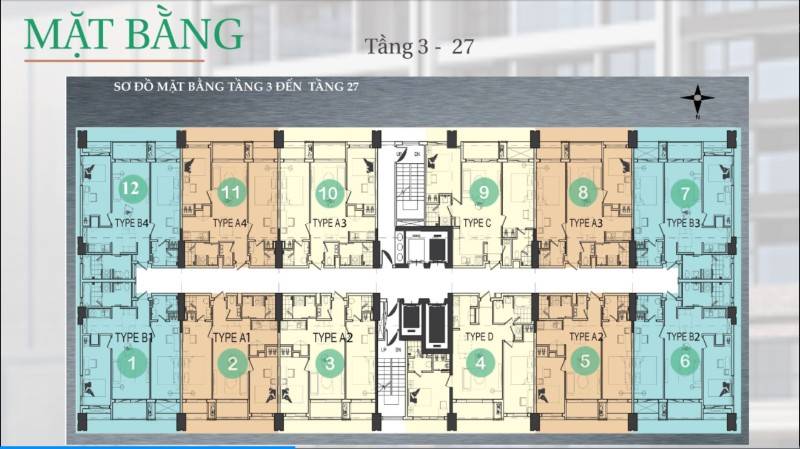 MẶT BẰNG
Tầng 3 - 27
SƠ ĐỒ MẶT BẰNG TẦNG 3 ĐẾN TẦNG 27
N
12
TYPE B4
11
TYPE A4
10
TYPE A3
UP DN
9
TYPE C
8
TYPE A3
7
TYPE B3
TYPE B1
1
TYPE A1
2
TYPE A2
3
UP DN
TYPE D
4
TYPE A2
5
TYPE B2
6